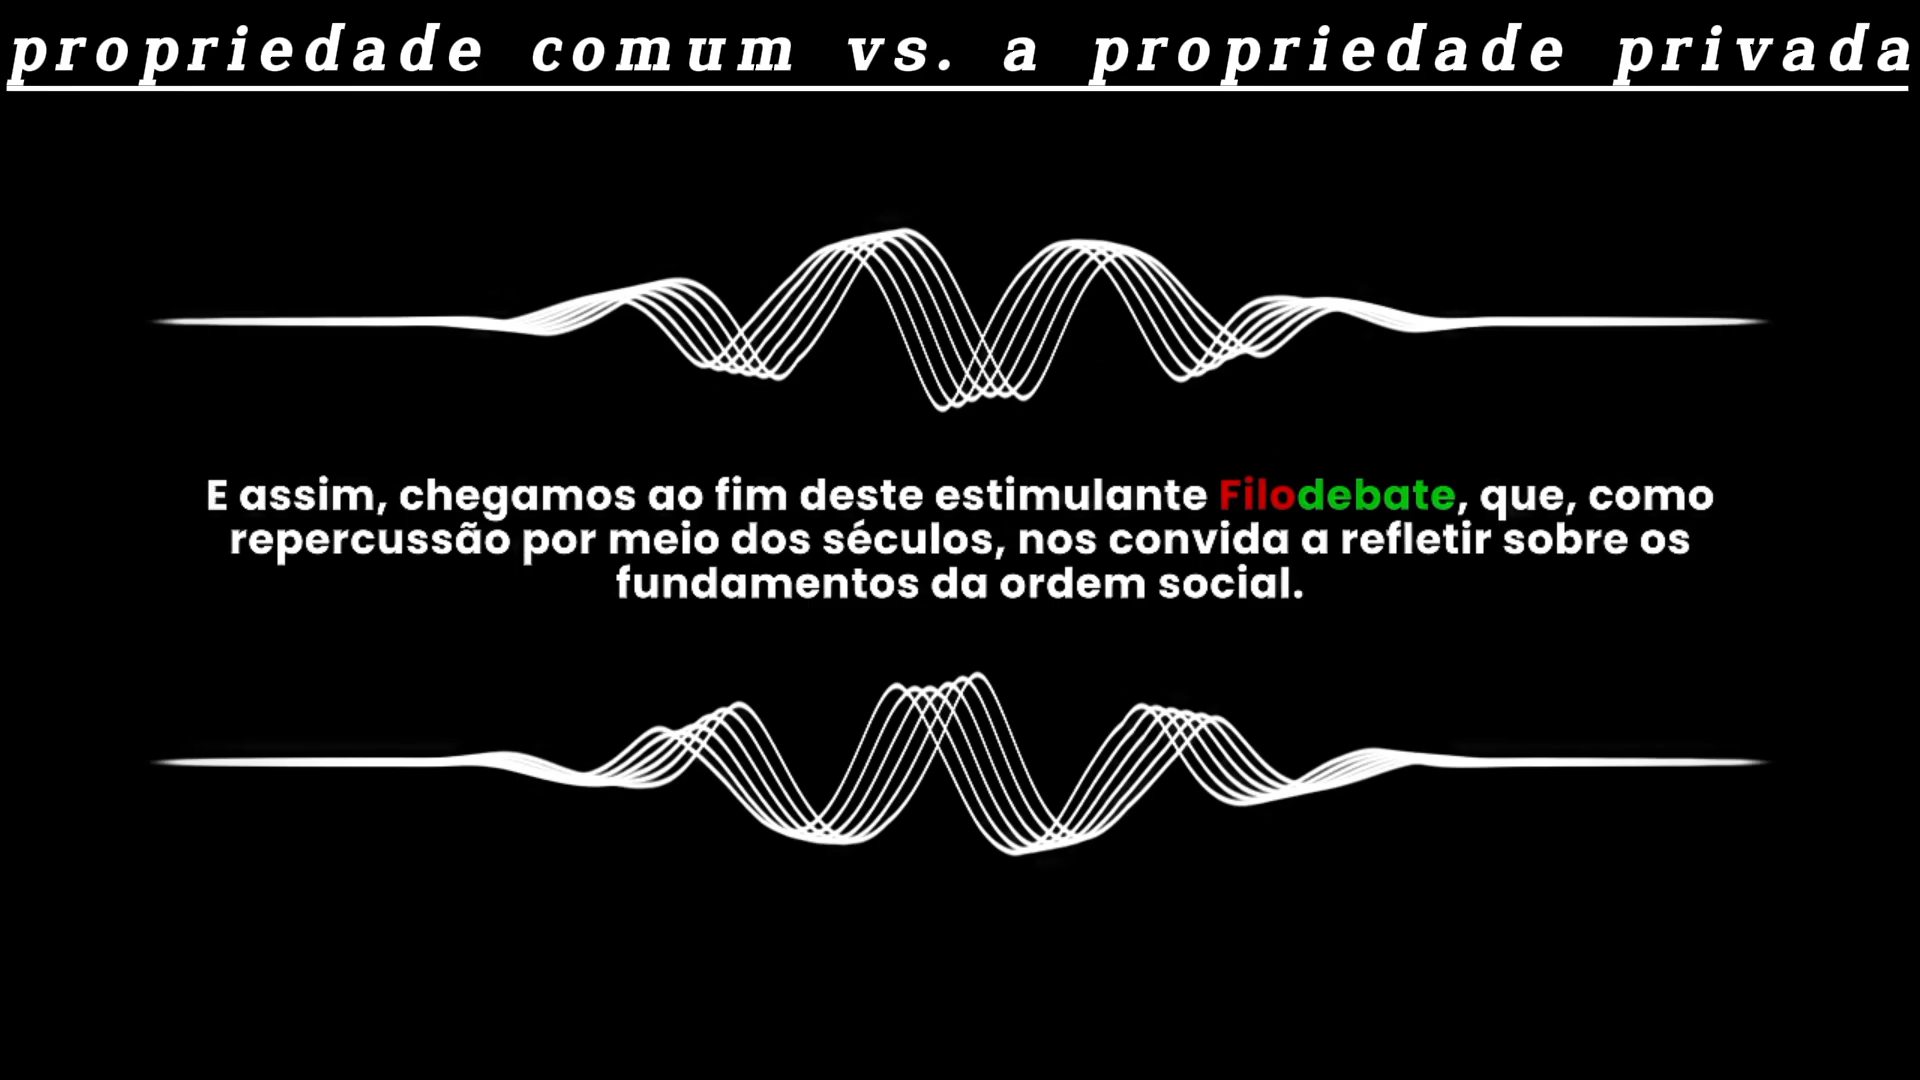 propriedade comum vs. a propriedade privada
E assim, chegamos ao fim deste estimulante Filodebate, que, como
repercussão por meio dos séculos, nos convida a refletir sobre os
fundamentos da ordem social.